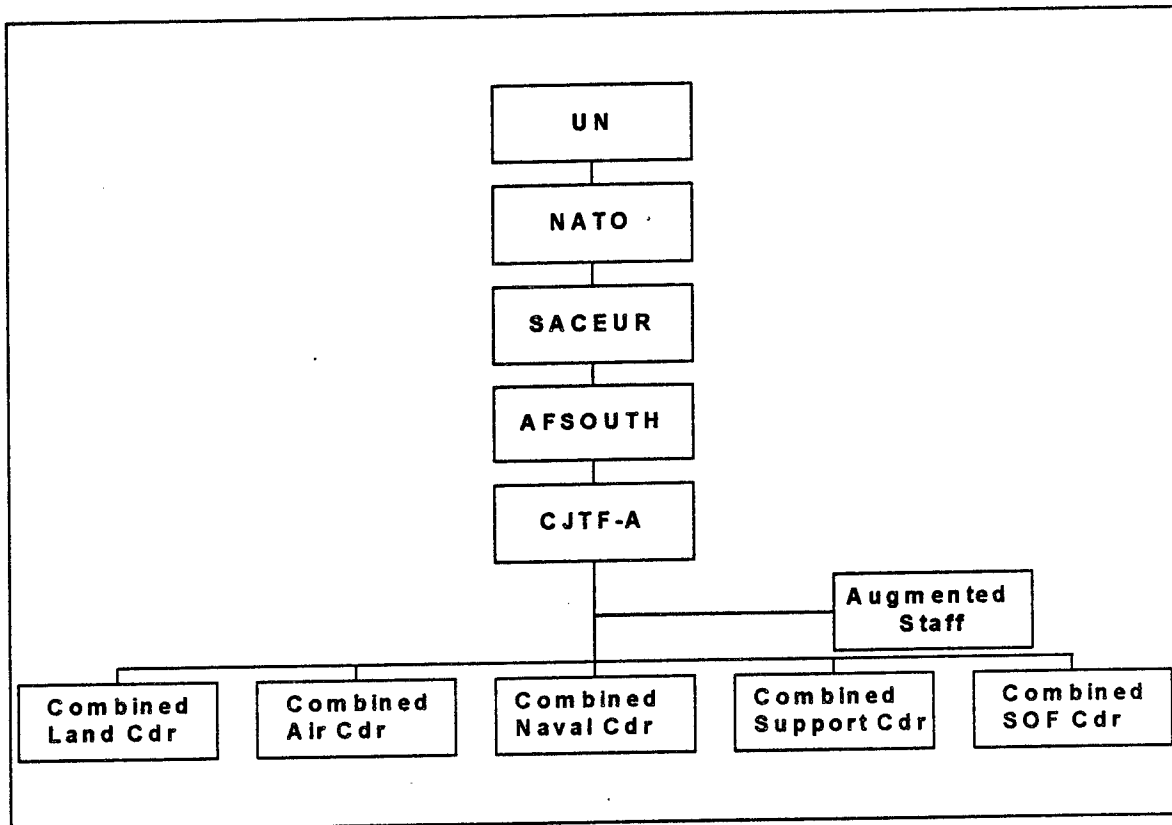 UN
NATO
SACEUR
AFSOUTH
CJTF-A
Augmented
Staff
Combined
Land Cdr
Combined
Air Cdr
Combined
Naval Cdr
Combined
Support Cdr
Combined
SOF Cdr